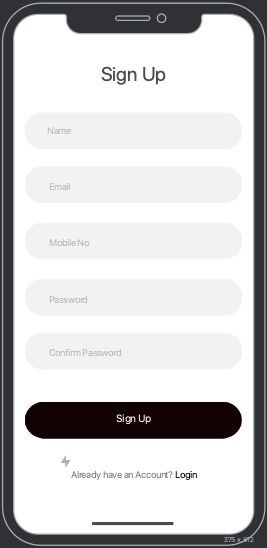 Sign Up
Name
Email
Mobile No
Password
Confirm Password
Sign Up
Already have an Account? Login
375 x 812